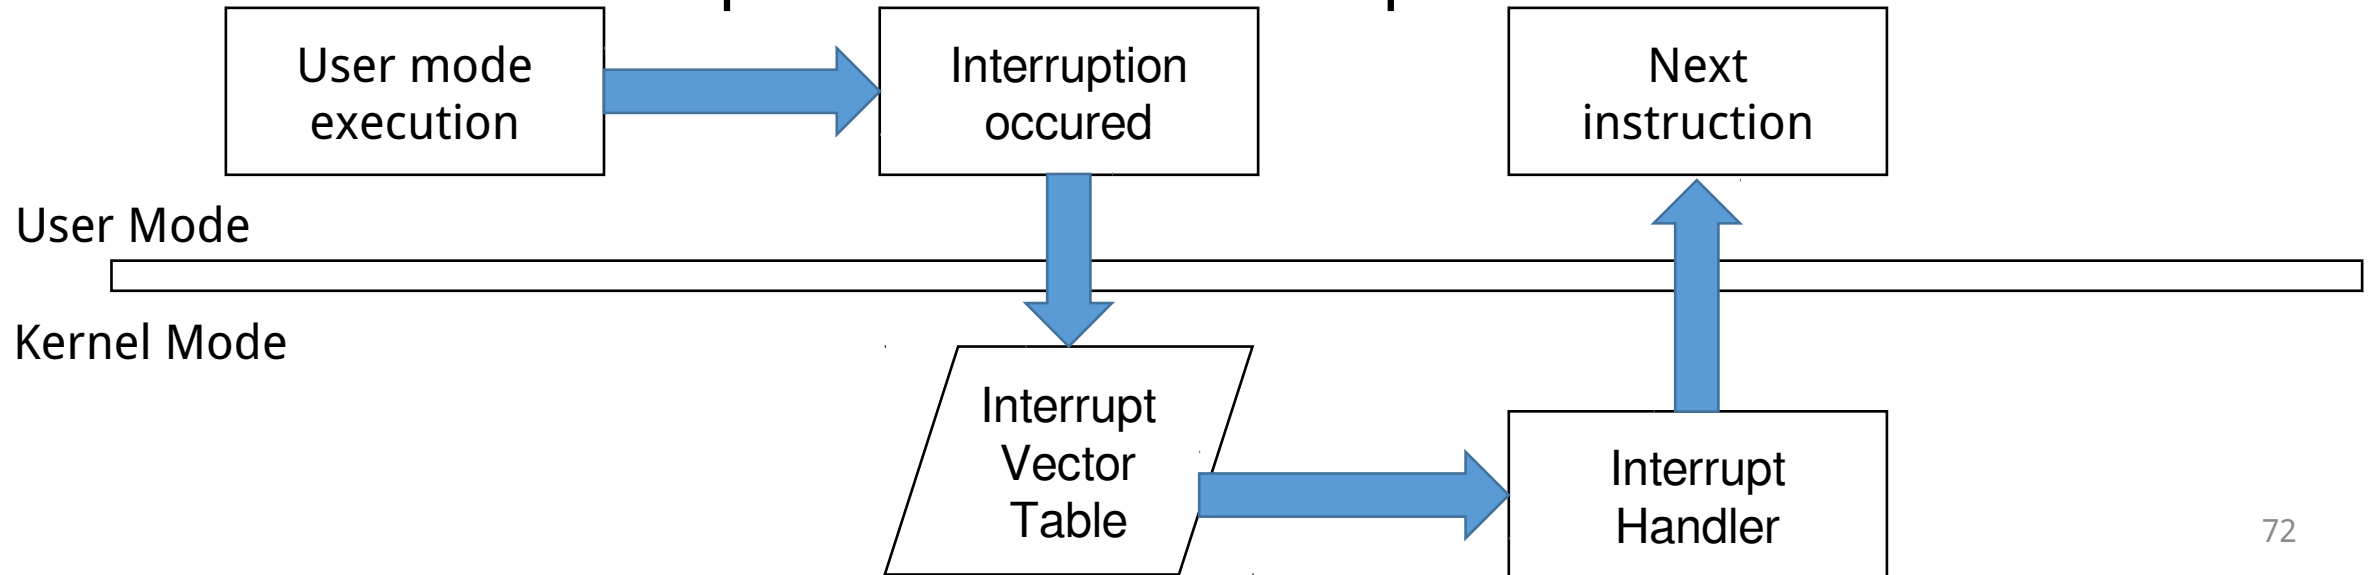 User mode
execution
Interruption
occured
Next
instruction
User Mode
Kernel Mode
Interrupt
Vector
Table
Interrupt
Handler
72